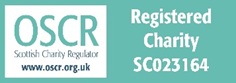 OSCR
Scottish Charity Regulator
www.oscr.org.uk
Registered
Charity
SC023164